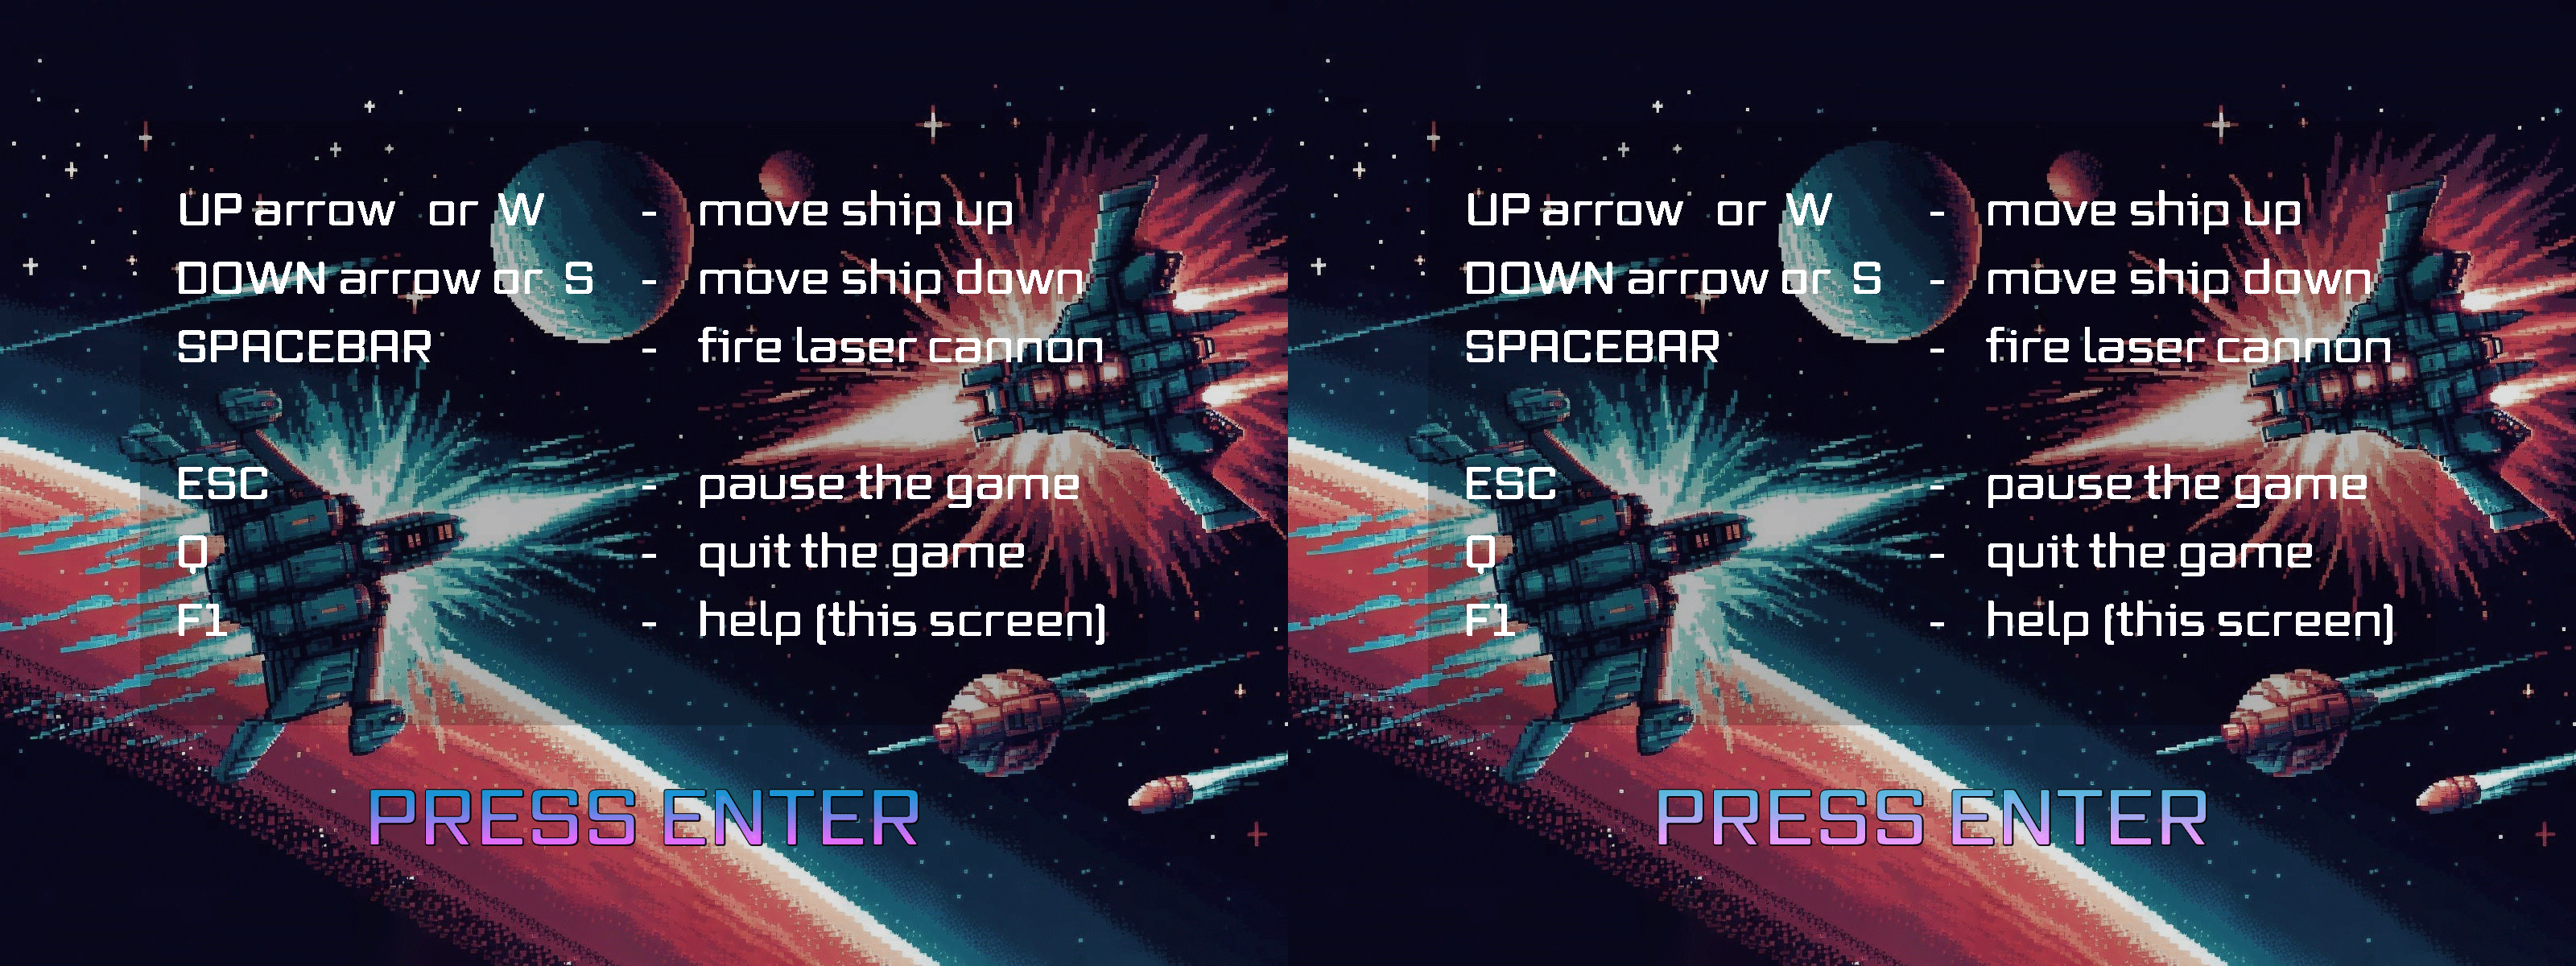 UP arrow or W - move ship up
DOWN arrow or S - move ship down
SPACEBAR - fire laser cannon
ESC - pause the game
Q - quit the game
F1 - help (this screen)
PRESS ENTER
UP arrow or W - move ship up
DOWN arrow or S - move ship down
SPACEBAR - fire laser cannon
ESC - pause the game
Q - quit the game
F1 - help (this screen)
PRESS ENTER